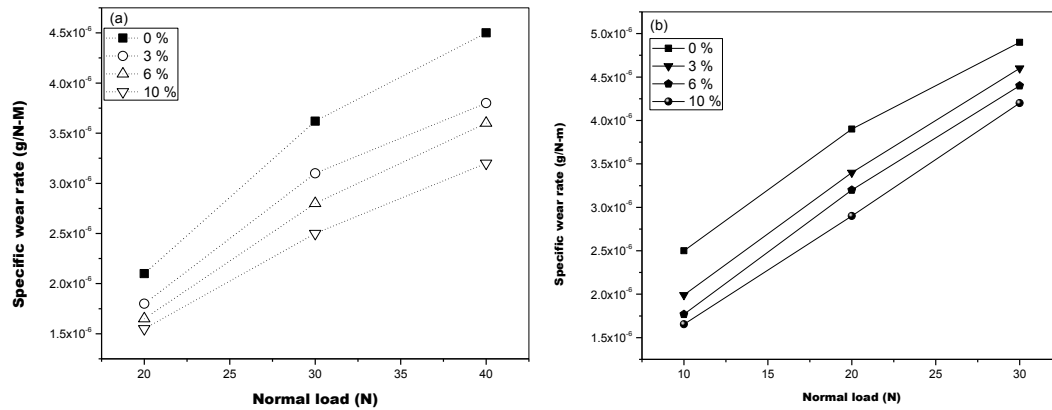 (a)
0 %
3 %
6 %
10 %
4.5x10-6
4.0x10-6
3.5x10-6
3.0x10-6
2.5x10-6
2.0x10-6
1.5x10-6
Specific wear rate (g/N-M)
20 25 30 35 40
Normal load (N)
(b)
0 %
3 %
6 %
10 %
5.0x10-6
4.5x10-6
4.0x10-6
3.5x10-6
3.0x10-6
2.5x10-6
2.0x10-6
1.5x10-6
Specific wear rate (g/N-m)
10 15 20 25 30
Normal load (N)